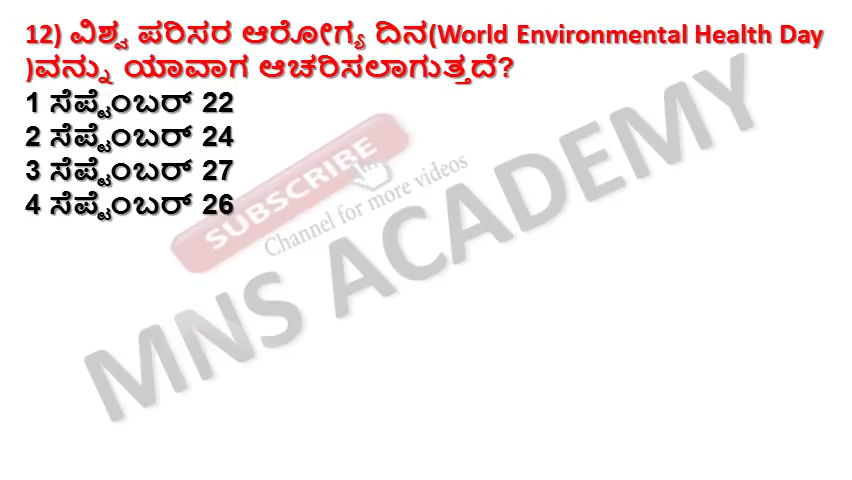 12) ವಿಶ್ವ ಪರಿಸರ ಆರೋಗ್ಯ ದಿನ(World Environmental Health Day
)ವನ್ನು ಯಾವಾಗ ಆಚರಿಸಲಾಗುತ್ತದೆ?
1 ಸೆಪ್ಟೆಂಬರ್ 22
2 ಸೆಪ್ಟೆಂಬರ್ 24
3 ಸೆಪ್ಟೆಂಬರ್ 27
4 ಸೆಪ್ಟೆಂಬರ್ 26
SUBSCRIBE
Channel for more videos
MNS ACADEMY